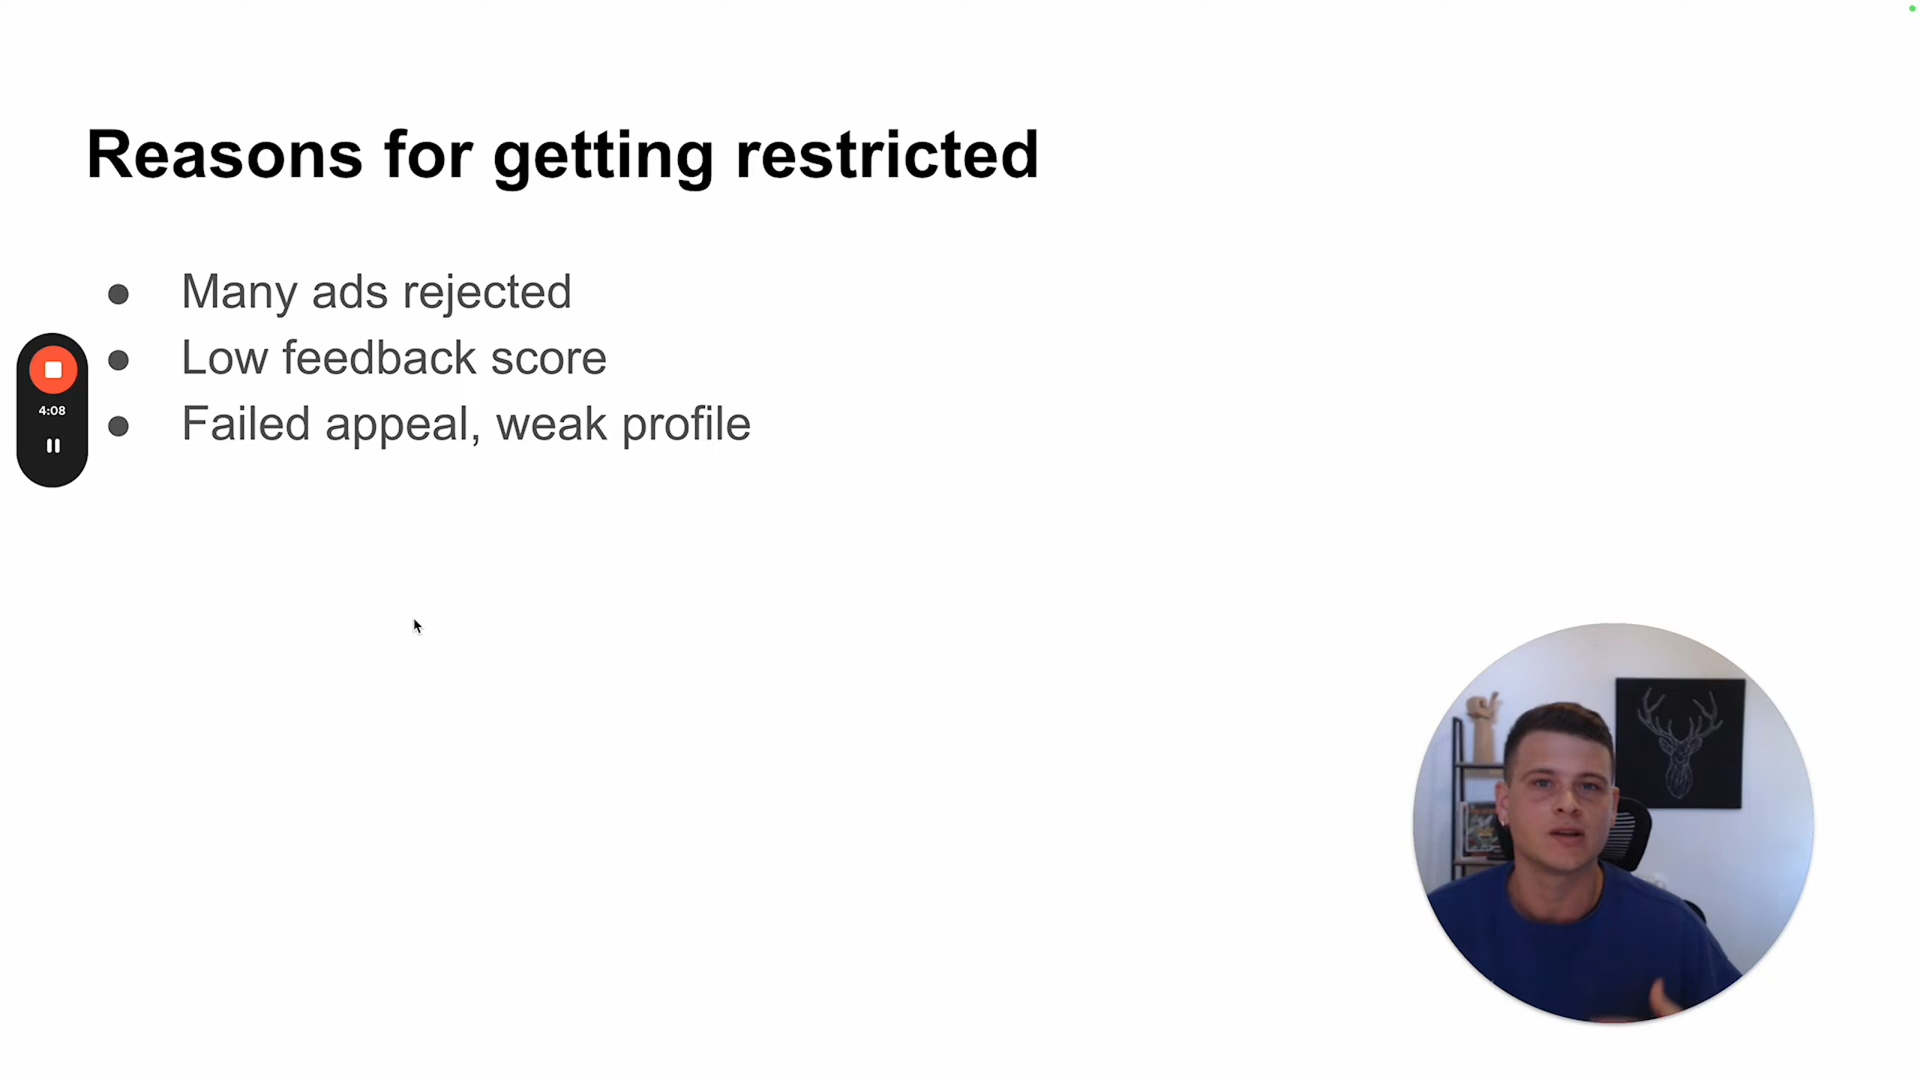 Reasons for getting restricted
● Many ads rejected
● Low feedback score
● Failed appeal, weak profile
4:08